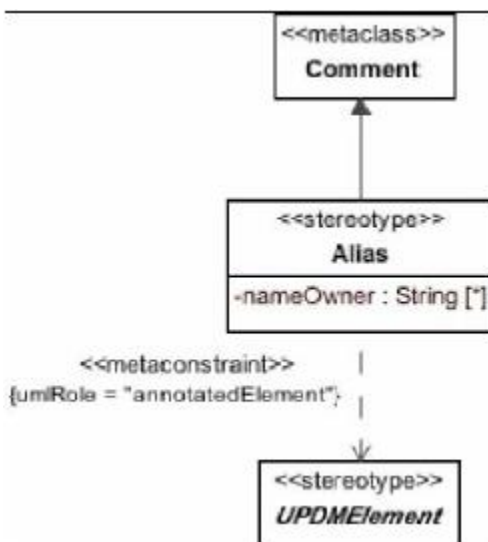 <<metaclass>>
Comment
<<stereotype>>
Alias
-nameOwner : String [*]
<<metaconstraint>>
{umlRole = "annotatedElement"}
<<stereotype>>
UPDMElement